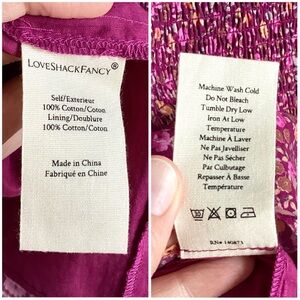 LoveShackFancy®
Self/Exterieur
100% Cotton/Coton
Lining/Doublure
100% Cotton/Coton
Made in China
Fabriqué en Chine
Machine Wash Cold
Do Not Bleach
Tumble Dry Low
Iron At Low
Temperature
Machine À Laver
Ne Pas Javelliser
Ne Pas Sécher
Par Culbutage
Repasser À Basse
Température